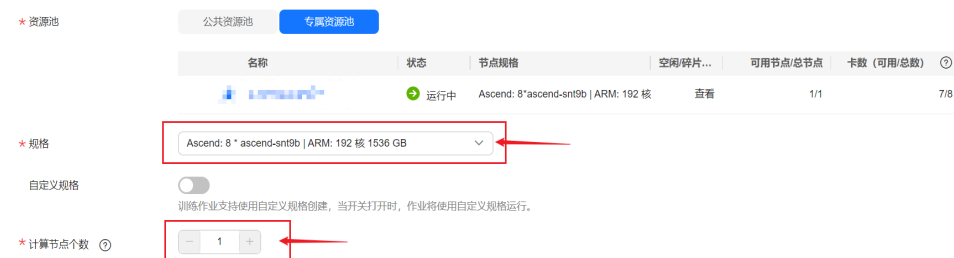 * 资源池 公共资源池 专属资源池
名称 状态 节点规格 空闲/碎片... 可用节点/总节点 卡数（可用/总数） ?
运行中 Ascend: 8*ascend-snt9b | ARM: 192 核 查看 1/1 7/8
* 规格 Ascend: 8 * ascend-snt9b | ARM: 192 核 1536 GB
自定义规格
训练作业支持使用自定义规格创建，当开关打开时，作业将使用自定义规格运行。
* 计算节点个数 ? − 1 +